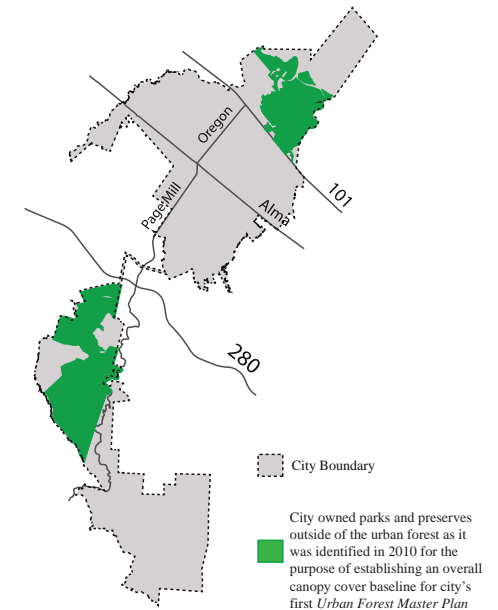 Oregon
101
Page Mill
Alma
280
City Boundary
City owned parks and preserves
outside of the urban forest as it
was identified in 2010 for the
purpose of establishing an overall
canopy cover baseline for city’s
first Urban Forest Master Plan